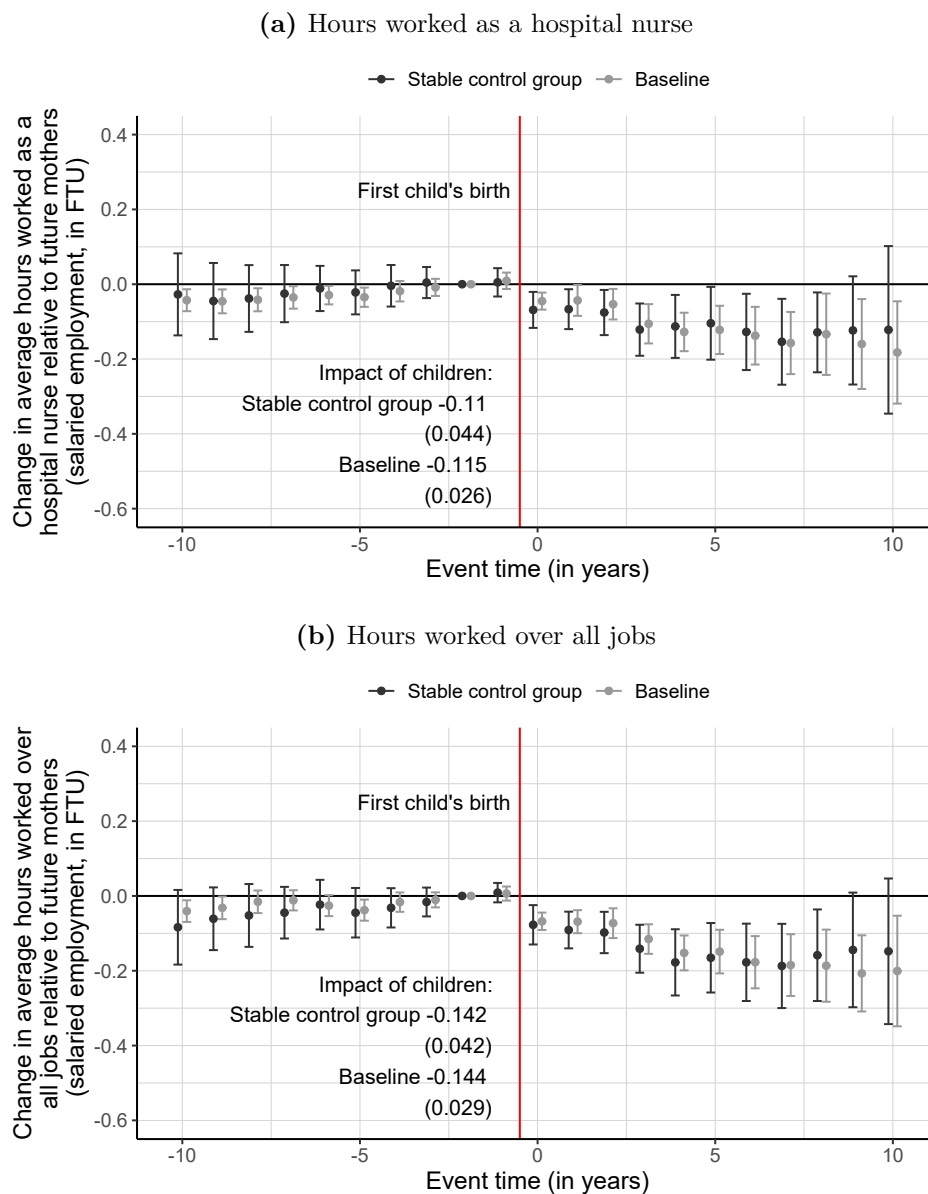 (a) Hours worked as a hospital nurse
Stable control group Baseline
Change in average hours worked as a
hospital nurse relative to future mothers
(salaried employment, in FTU)
0.4
0.2
0.0
-0.2
-0.4
-0.6
First child's birth
Impact of children:
Stable control group -0.11
(0.044)
Baseline -0.115
(0.026)
-10 -5 0 5 10
Event time (in years)
(b) Hours worked over all jobs
Stable control group Baseline
Change in average hours worked over
all jobs relative to future mothers
(salaried employment, in FTU)
0.4
0.2
0.0
-0.2
-0.4
-0.6
First child's birth
Impact of children:
Stable control group -0.142
(0.042)
Baseline -0.144
(0.029)
-10 -5 0 5 10
Event time (in years)